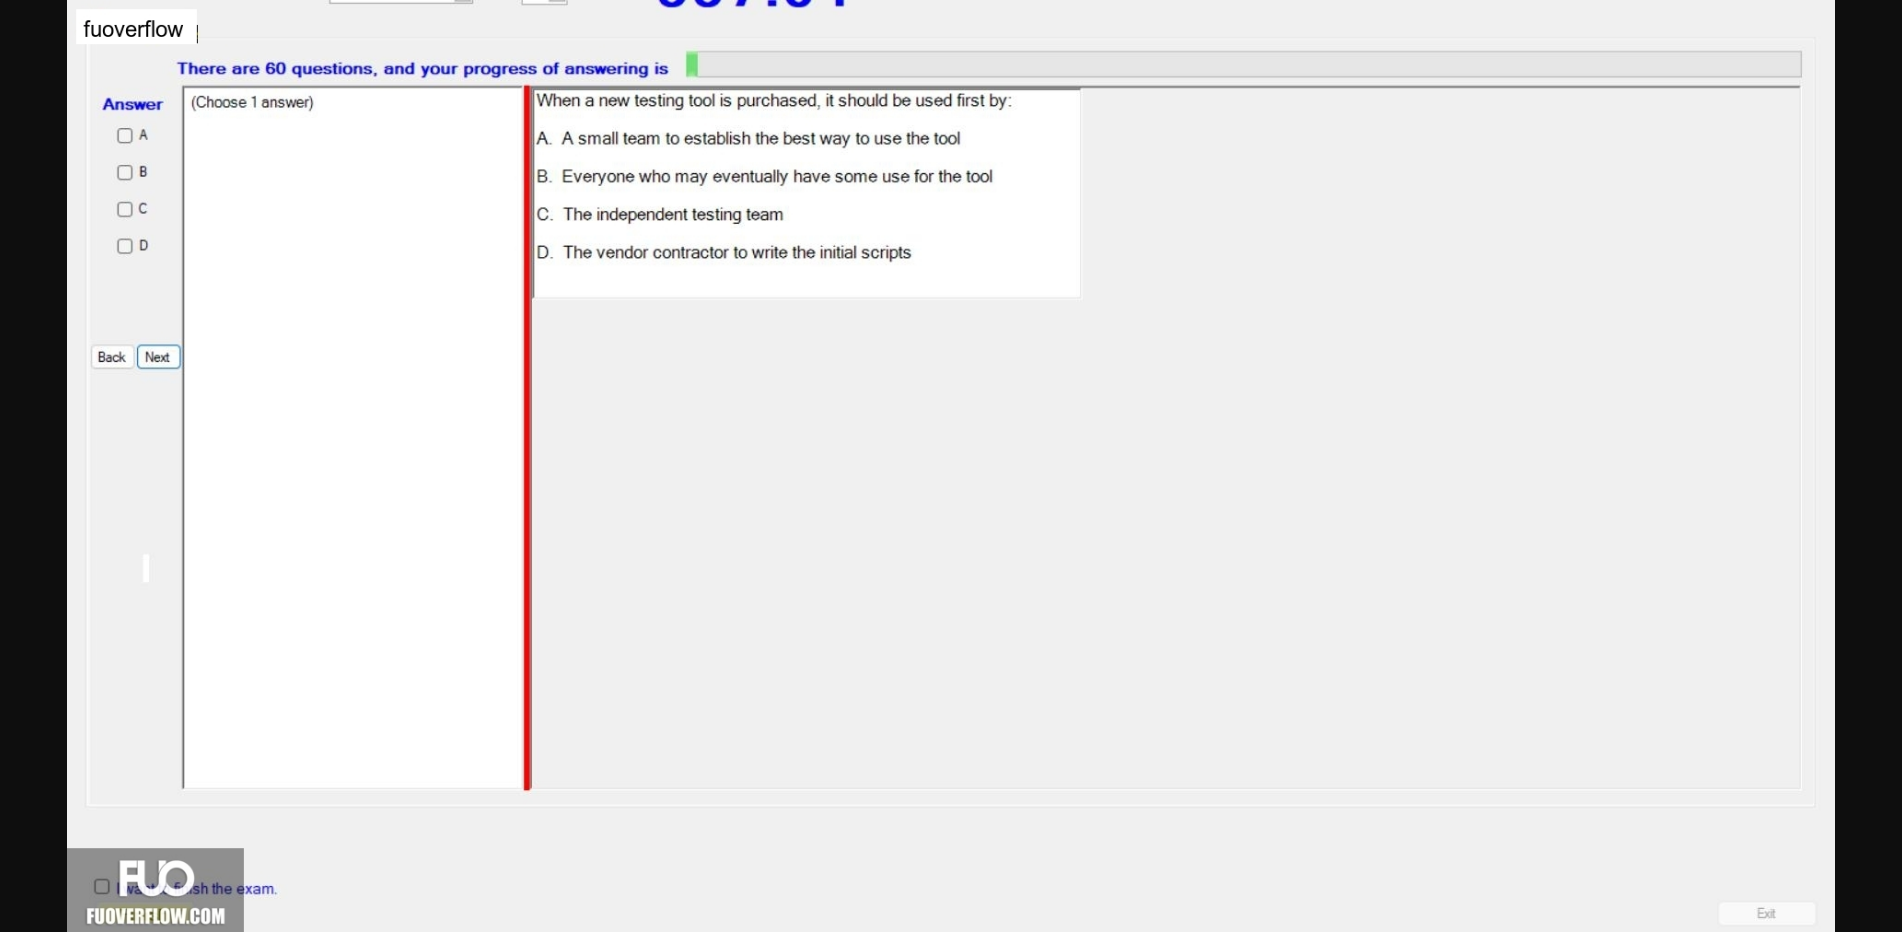 fuoverflow
There are 60 questions, and your progress of answering is
Answer
(Choose 1 answer)
A
B
C
D
Back
Next
When a new testing tool is purchased, it should be used first by:
A. A small team to establish the best way to use the tool
B. Everyone who may eventually have some use for the tool
C. The independent testing team
D. The vendor contractor to write the initial scripts
FUO
I want finish the exam.
FUOVERFLOW.COM
Exit